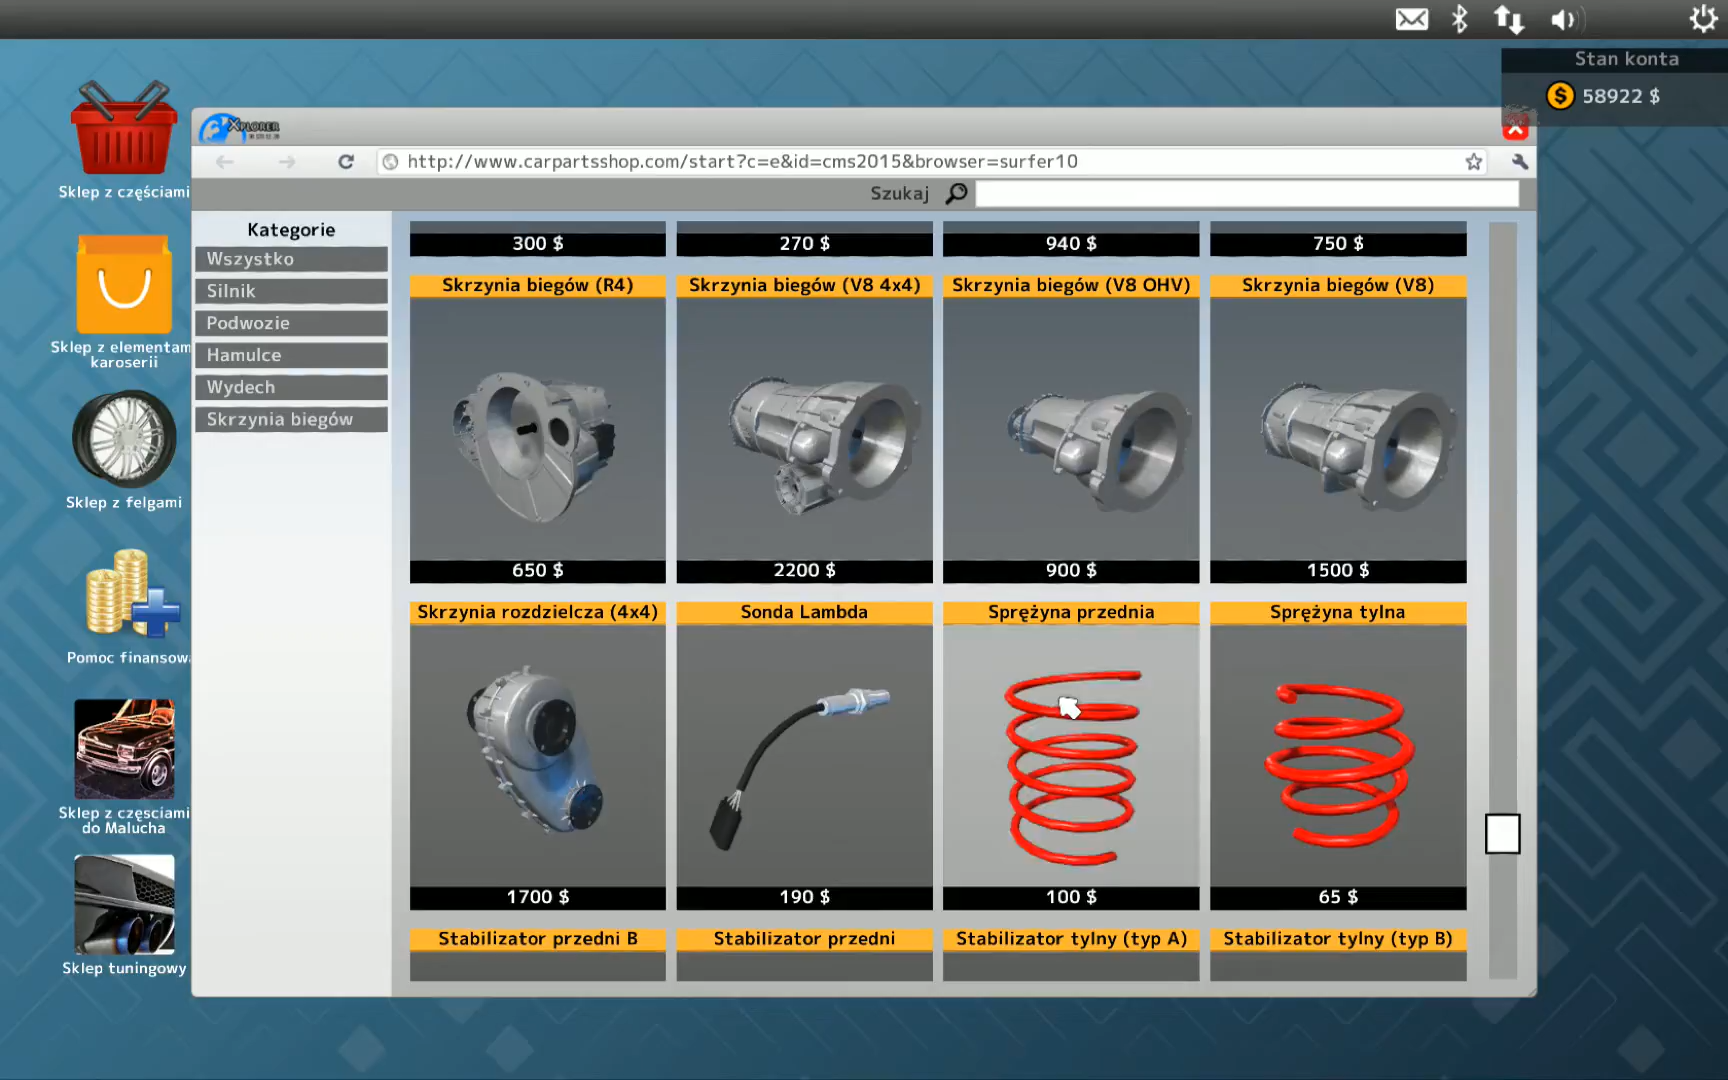 Stan konta
58922 $
XPLORER
http://www.carpartsshop.com/start?c=e&id=cms2015&browser=surfer10
Szukaj
Kategorie
Wszystko
Silnik
Podwozie
Hamulce
Wydech
Skrzynia biegów
Sklep z częściami
Sklep z elementam
karoserii
Sklep z felgami
Pomoc finansow
Sklep z częsciami
do Malucha
Sklep tuningowy
300 $
270 $
940 $
750 $
Skrzynia biegów (R4)
Skrzynia biegów (V8 4x4)
Skrzynia biegów (V8 OHV)
Skrzynia biegów (V8)
650 $
2200 $
900 $
1500 $
Skrzynia rozdzielcza (4x4)
Sonda Lambda
Sprężyna przednia
Sprężyna tylna
1700 $
190 $
100 $
65 $
Stabilizator przedni B
Stabilizator przedni
Stabilizator tylny (typ A)
Stabilizator tylny (typ B)